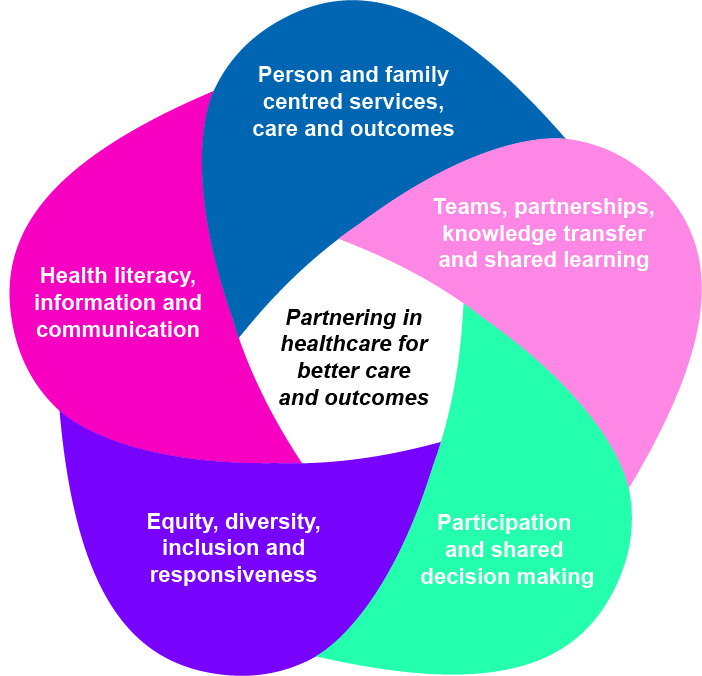 Person and family
centred services,
care and outcomes
Teams, partnerships,
knowledge transfer
and shared learning
Health literacy,
information and
communication
Partnering in
healthcare for
better care
and outcomes
Equity, diversity,
inclusion and
responsiveness
Participation
and shared
decision making